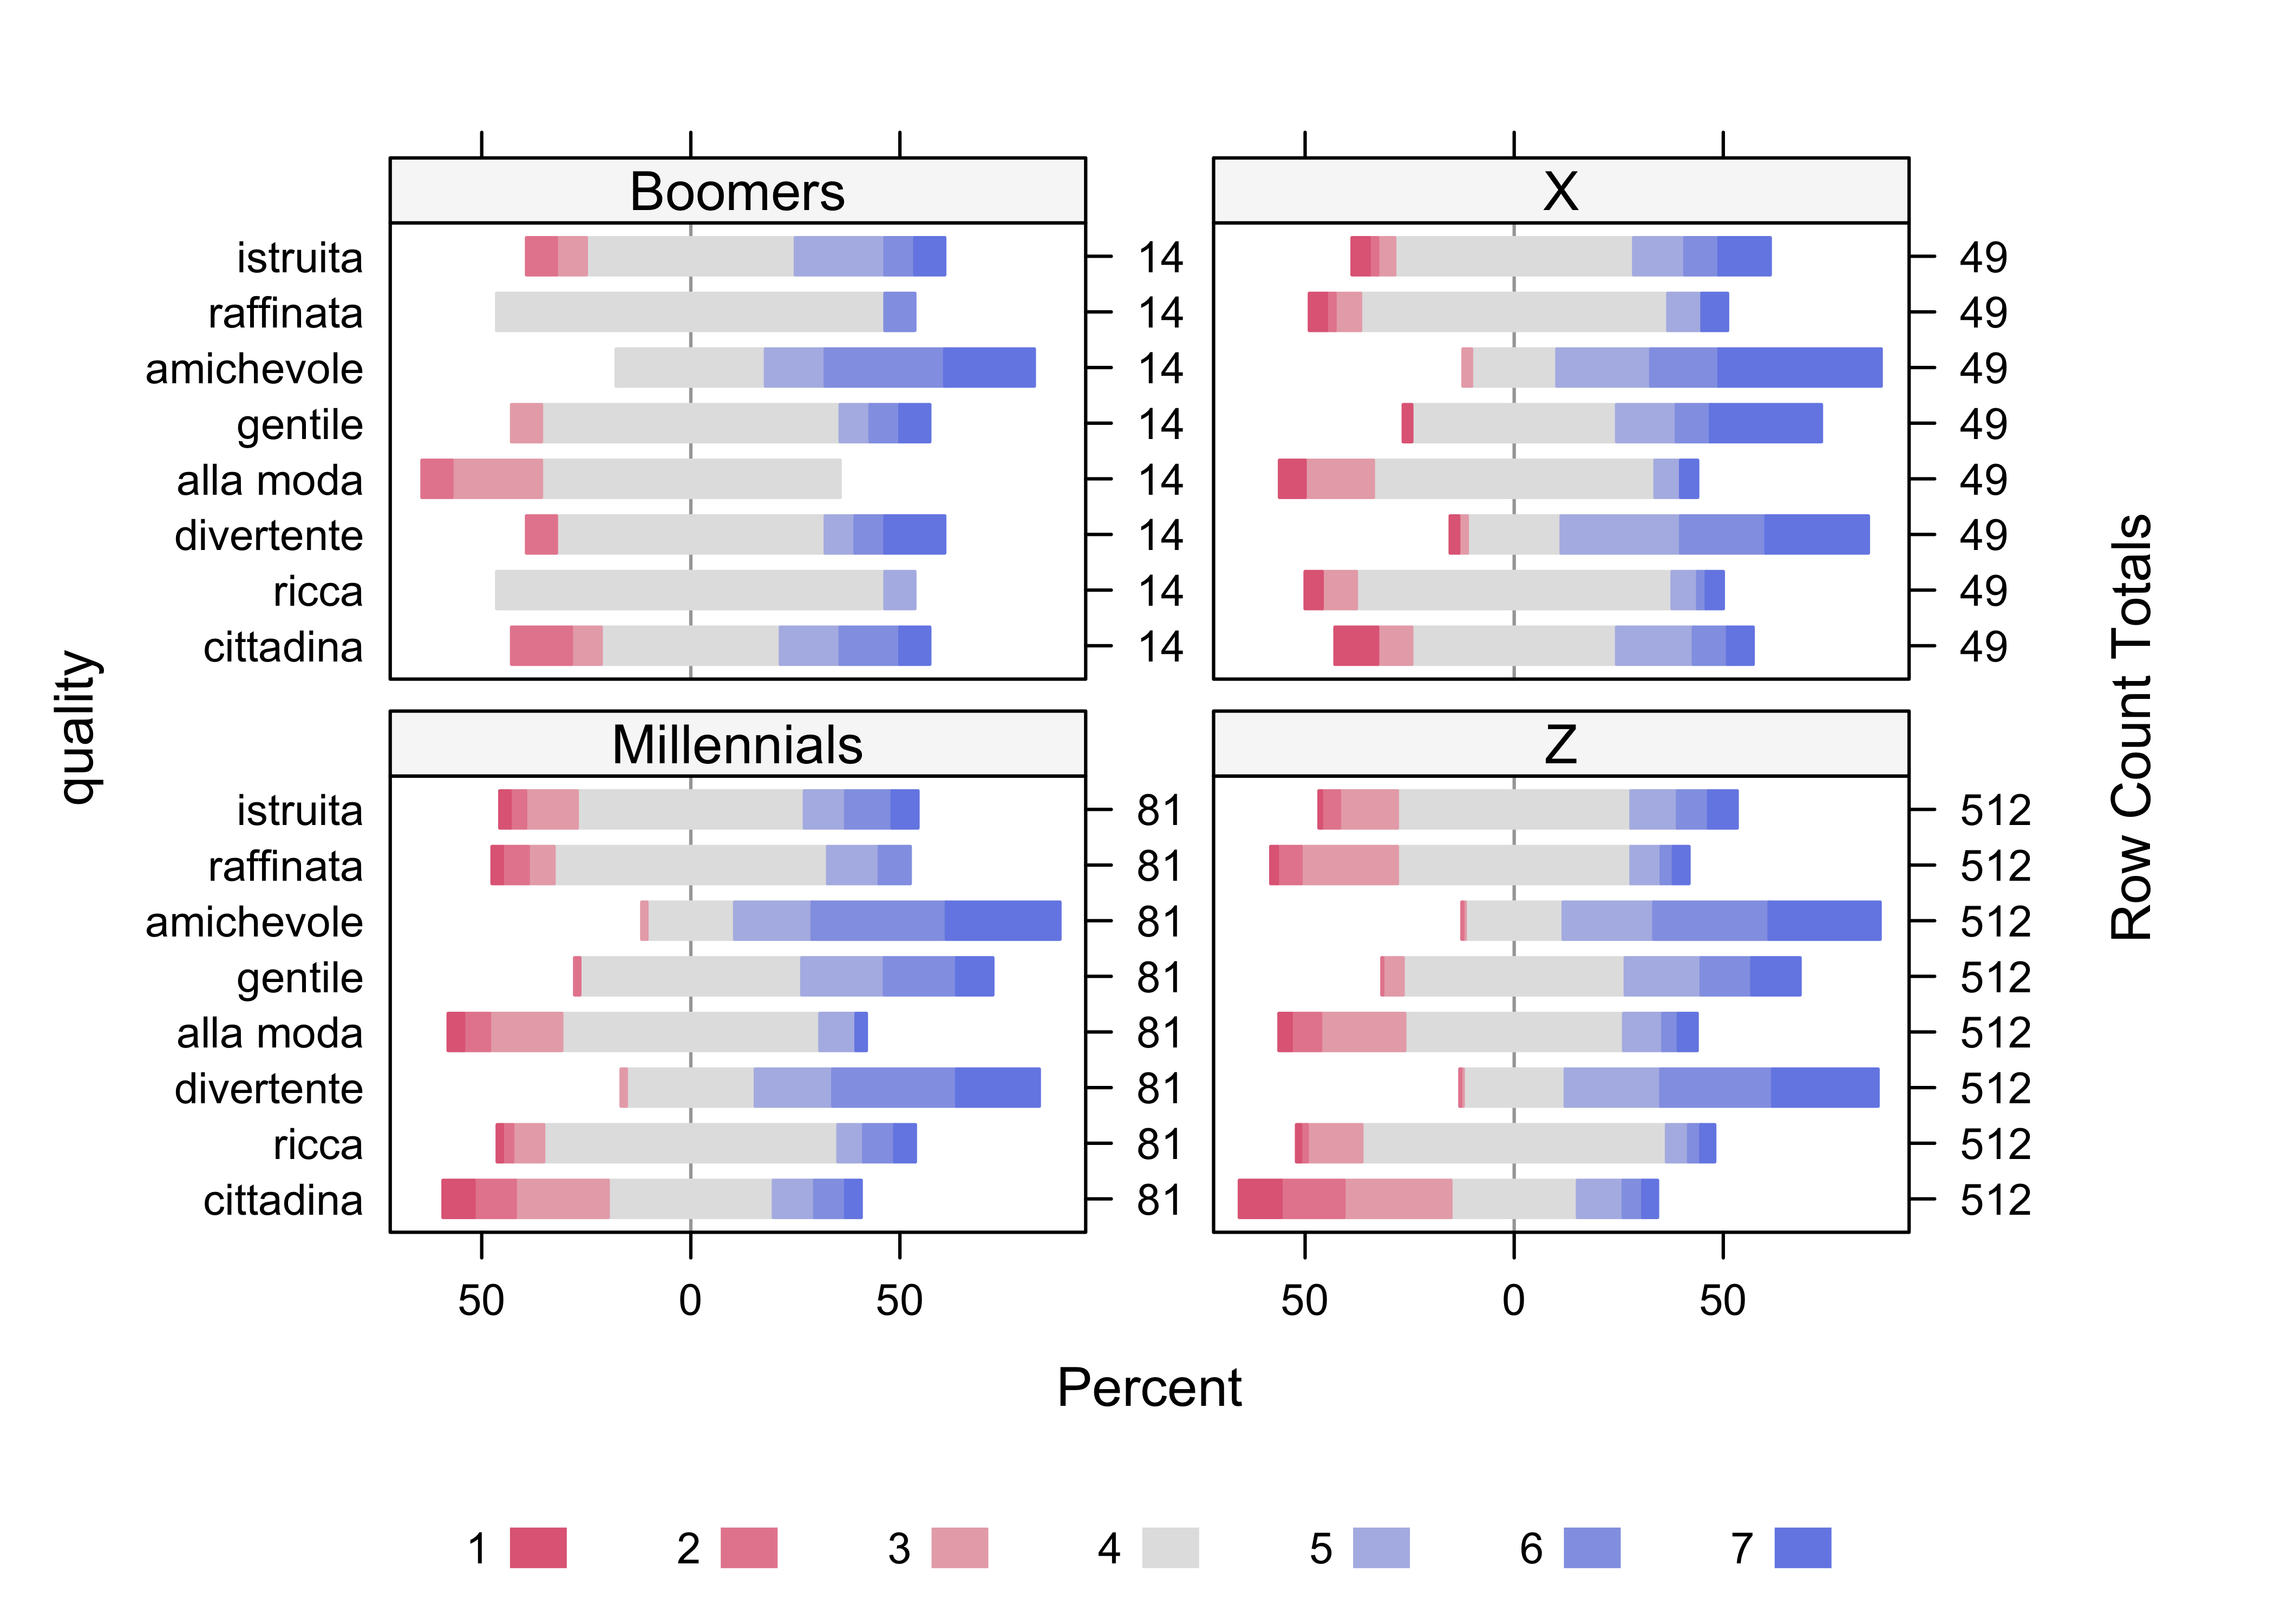 Boomers
X
istruita 14 49
raffinata 14 49
amichevole 14 49
gentile 14 49
alla moda 14 49
divertente 14 49
ricca 14 49
cittadina 14 49
quality
Row Count Totals
Millennials
Z
istruita 81 512
raffinata 81 512
amichevole 81 512
gentile 81 512
alla moda 81 512
divertente 81 512
ricca 81 512
cittadina 81 512
50 0 50 50 0 50
Percent
1 2 3 4 5 6 7